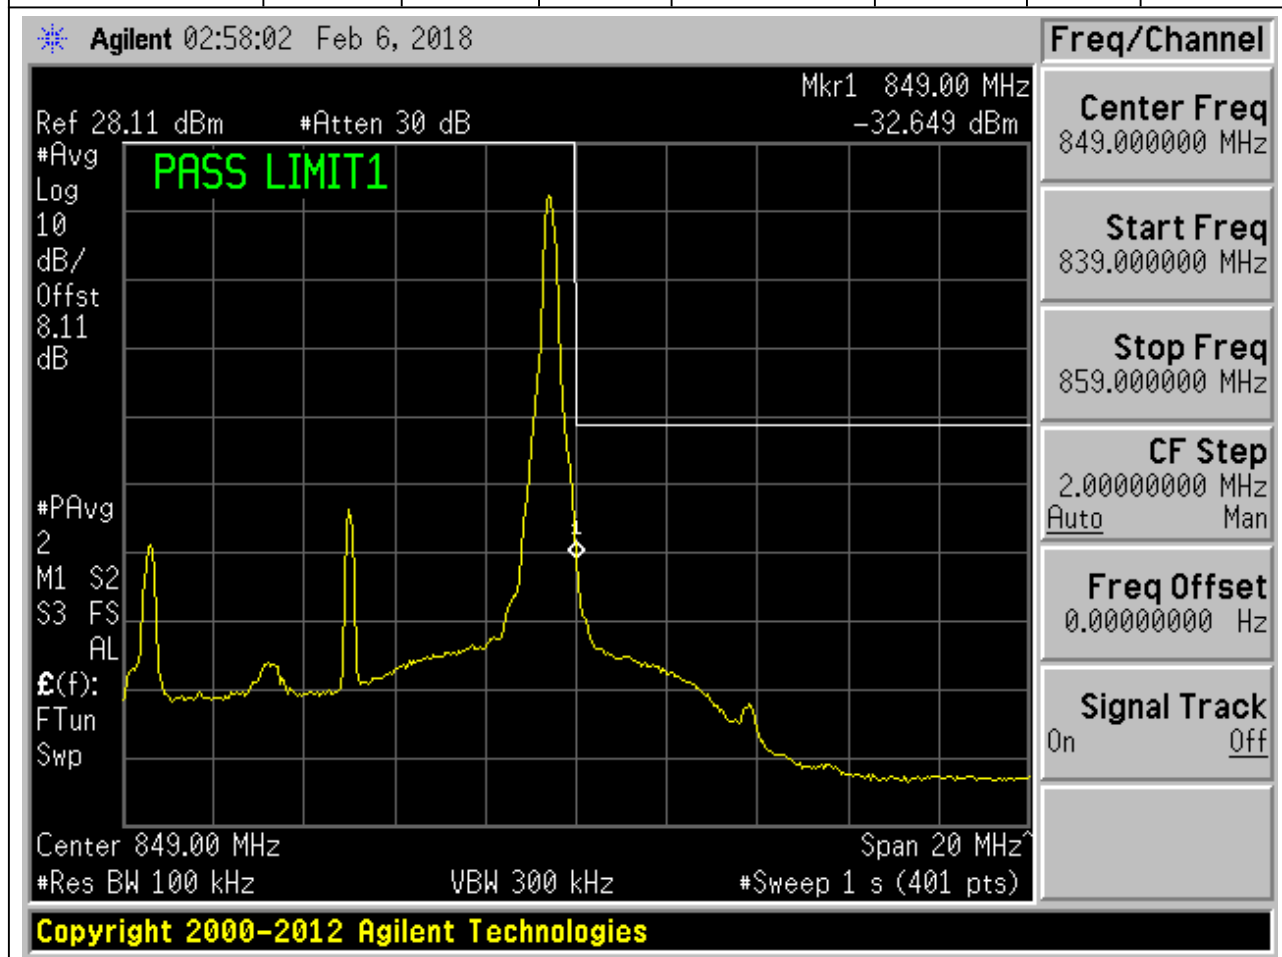 Agilent 02:58:02 Feb 6, 2018
Freq/Channel
Mkr1 849.00 MHz
Ref 28.11 dBm #Atten 30 dB -32.649 dBm
#Avg
Log
10
dB/
Offst
8.11
dB
PASS LIMIT1
1
#PAvg
2
M1 S2
S3 FS
AL
£(f):
FTun
Swp
Center 849.00 MHz Span 20 MHz^
#Res BW 100 kHz VBW 300 kHz #Sweep 1 s (401 pts)
Center Freq
849.000000 MHz
Start Freq
839.000000 MHz
Stop Freq
859.000000 MHz
CF Step
2.00000000 MHz
Auto Man
Freq Offset
0.00000000 Hz
Signal Track
On Off
Copyright 2000-2012 Agilent Technologies